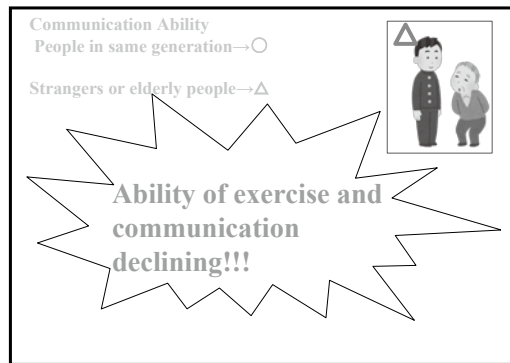 Communication Ability
People in same generation→○
Strangers or elderly people→△
Ability of exercise and
communication
declining!!!